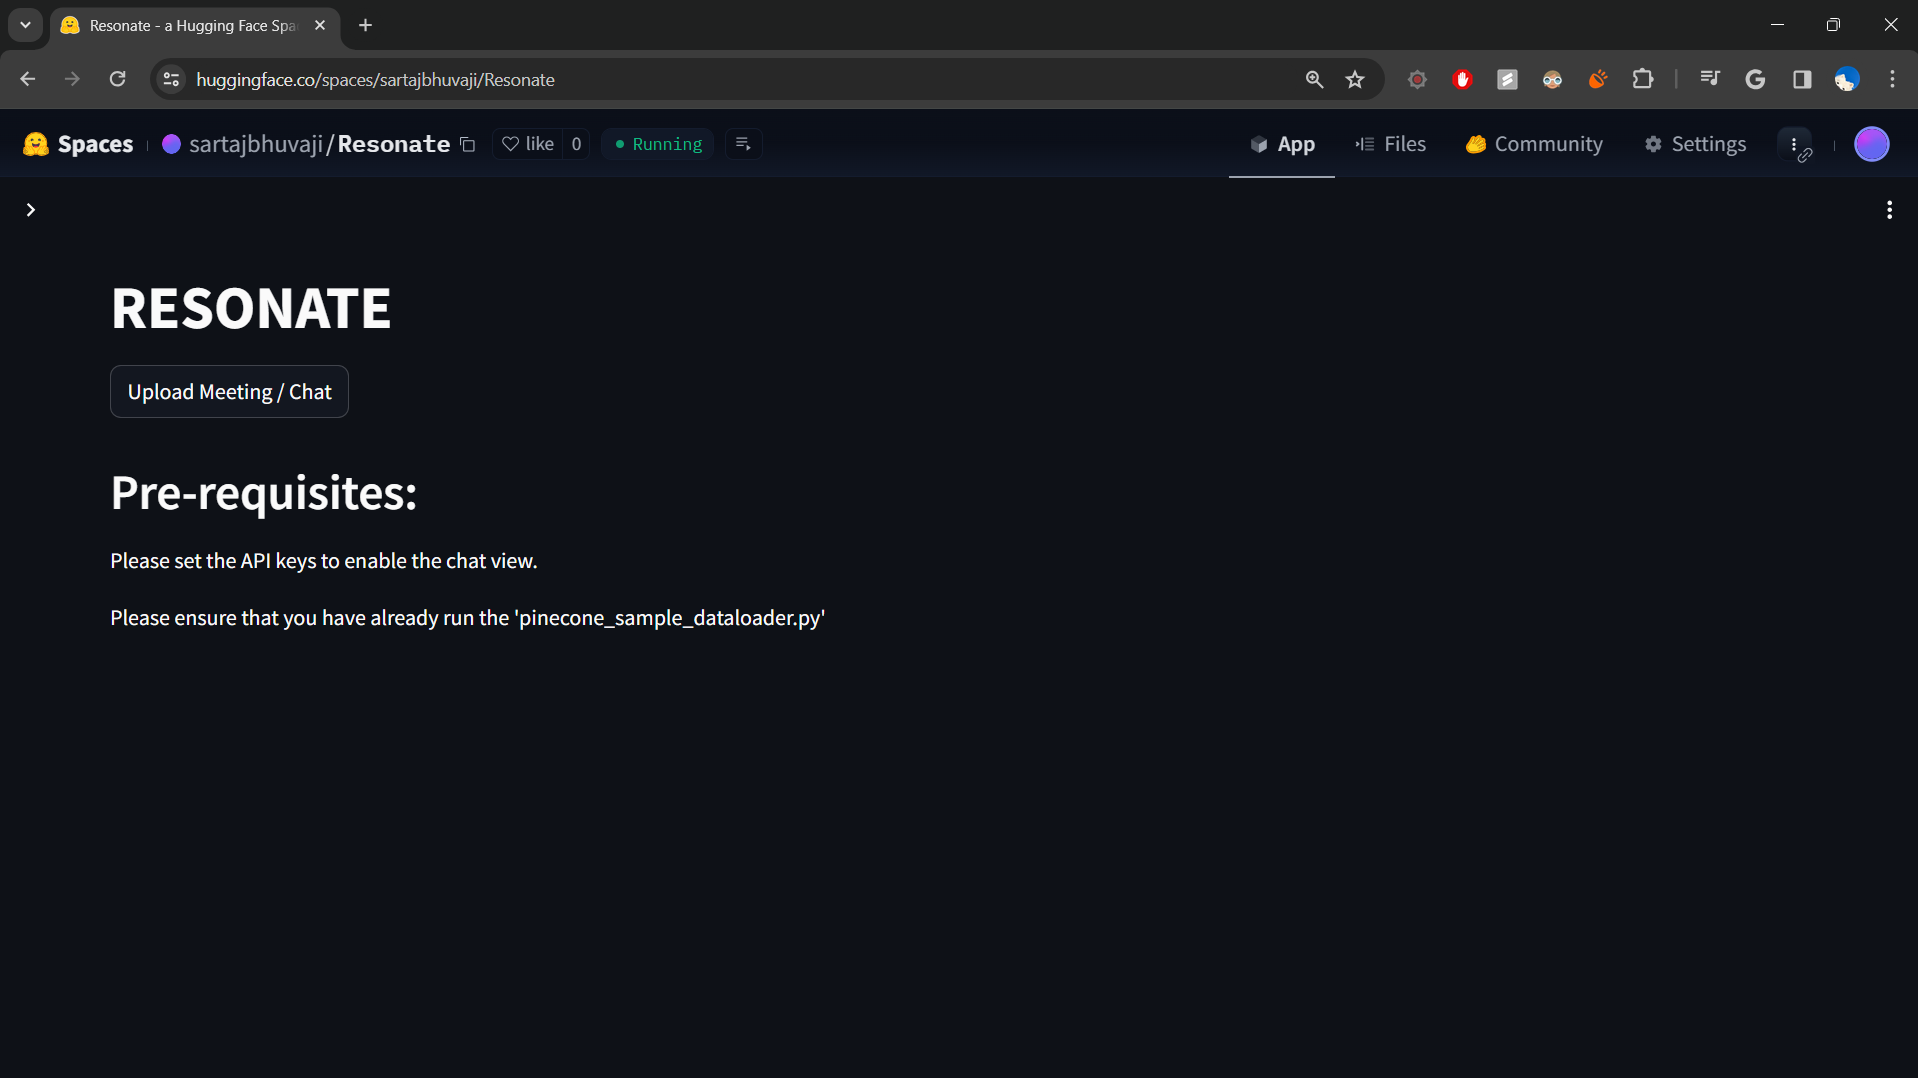 Resonate - a Hugging Face Spa
huggingface.co/spaces/sartajbhuvaji/Resonate
Spaces sartajbhuvaji/Resonate like 0 Running App Files Community Settings
RESONATE
Upload Meeting / Chat
Pre-requisites:
Please set the API keys to enable the chat view.
Please ensure that you have already run the 'pinecone_sample_dataloader.py'